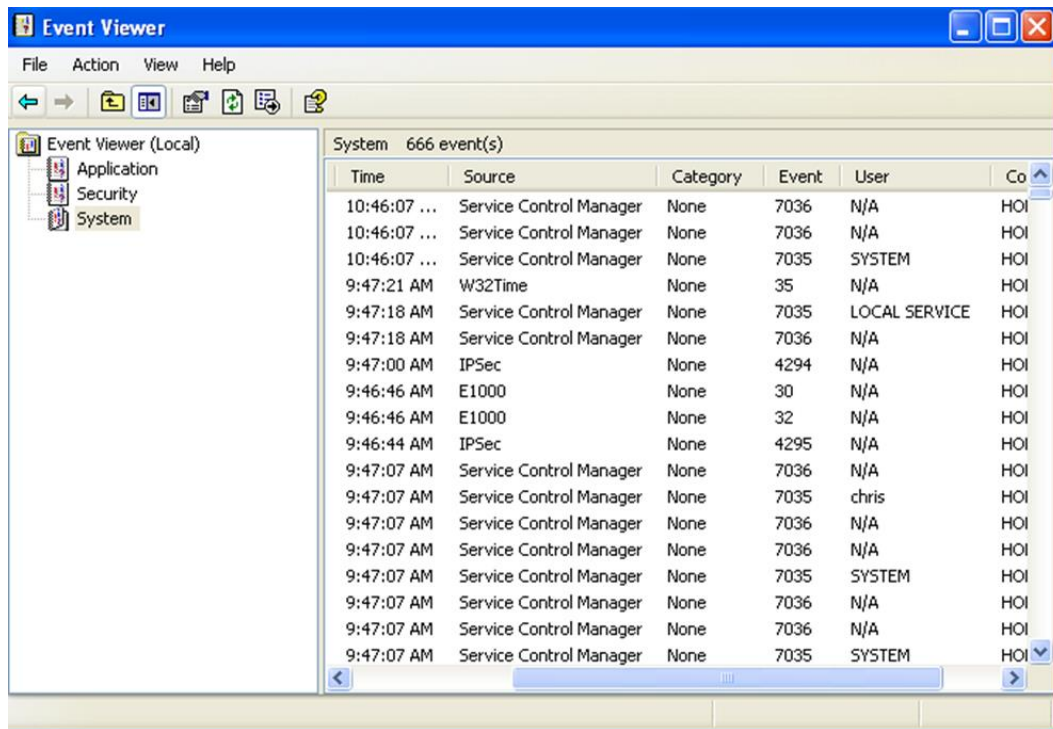 Event Viewer
File Action View Help
Event Viewer (Local)
Application
Security
System
System 666 event(s)
Time Source Category Event User Co
10:46:07 ... Service Control Manager None 7036 N/A HOI
10:46:07 ... Service Control Manager None 7036 N/A HOI
10:46:07 ... Service Control Manager None 7035 SYSTEM HOI
9:47:21 AM W32Time None 35 N/A HOI
9:47:18 AM Service Control Manager None 7035 LOCAL SERVICE HOI
9:47:18 AM Service Control Manager None 7036 N/A HOI
9:47:00 AM IPSec None 4294 N/A HOI
9:46:46 AM E1000 None 30 N/A HOI
9:46:46 AM E1000 None 32 N/A HOI
9:46:44 AM IPSec None 4295 N/A HOI
9:47:07 AM Service Control Manager None 7036 N/A HOI
9:47:07 AM Service Control Manager None 7035 chris HOI
9:47:07 AM Service Control Manager None 7036 N/A HOI
9:47:07 AM Service Control Manager None 7036 N/A HOI
9:47:07 AM Service Control Manager None 7035 SYSTEM HOI
9:47:07 AM Service Control Manager None 7036 N/A HOI
9:47:07 AM Service Control Manager None 7036 N/A HOI
9:47:07 AM Service Control Manager None 7035 SYSTEM HOI